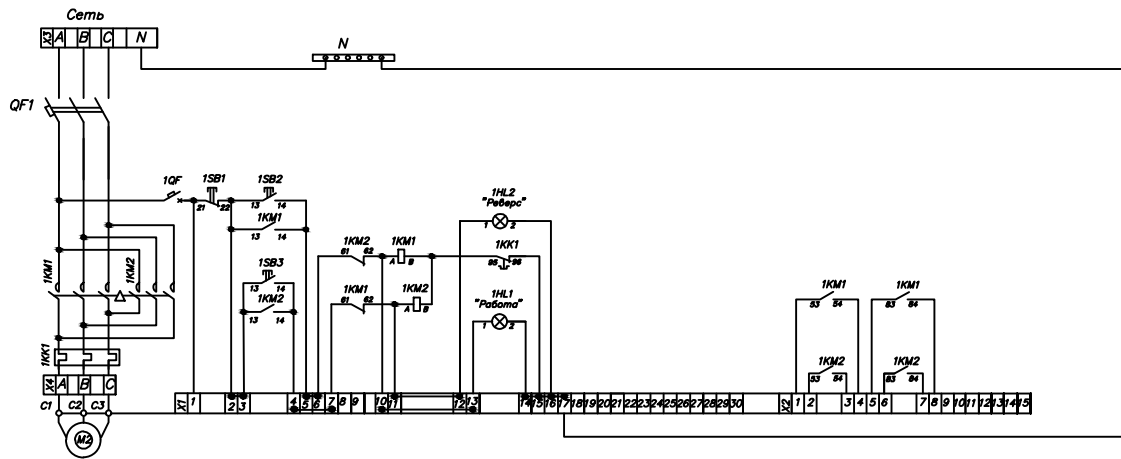 Сеть
X3 A B C N
N
QF1
1QF 1SB1 1SB2
21 22 13 14
1KM1
13 14
1SB3
13 14
1KM2
13 14
1KM1 1KM2
1KM2
61 62
1KM1
A B
1KM1
61 62
1KM2
A B
1HL2
"Реверс"
1 2
1KK1
95 96
1HL1
"Работа"
1 2
1KM1
53 54
1KM1
83 84
1KM2
53 54
1KM2
83 84
1KK1
X4 A B C
C1 C2 C3
M2
X1 1 2 3 4 5 6 7 8 9 10 11 12 13 14 15 16 17 18 19 20 21 22 23 24 25 26 27 28 29 30
X2 1 2 3 4 5 6 7 8 9 10 11 12 13 14 15